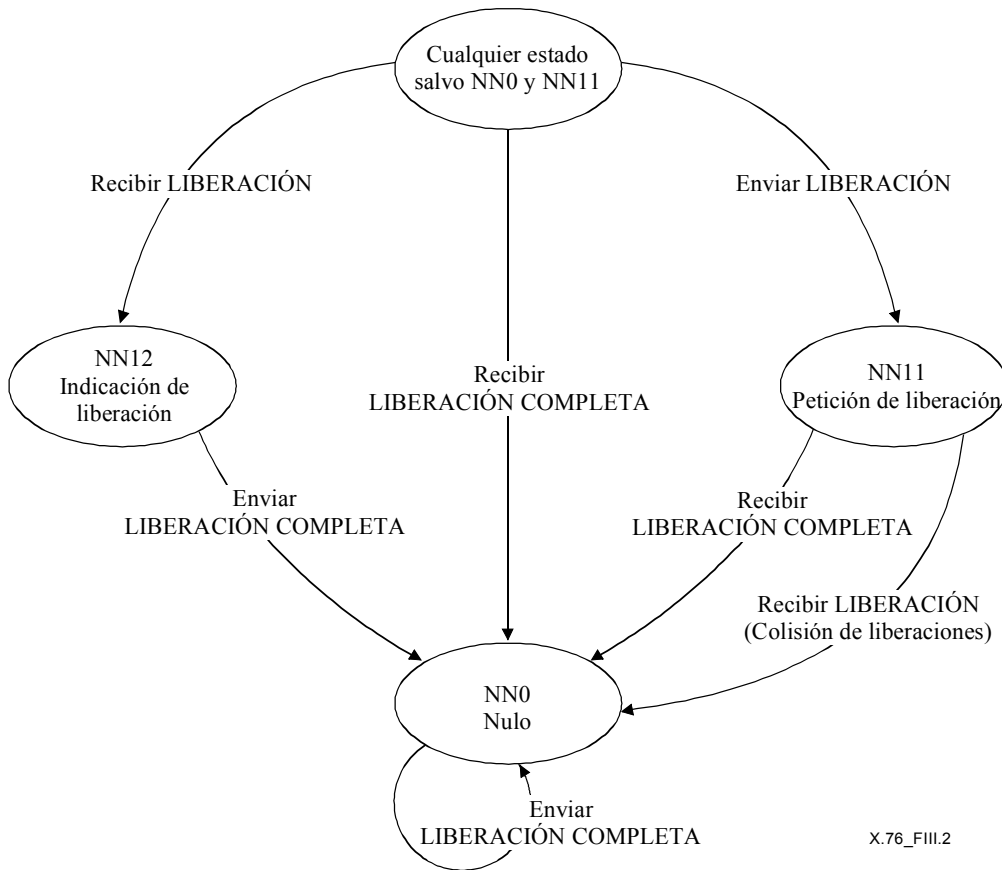 Cualquier estado
salvo NN0 y NN11
Recibir LIBERACIÓN
Enviar LIBERACIÓN
NN12
Indicación de
liberación
Recibir
LIBERACIÓN COMPLETA
NN11
Petición de liberación
Enviar
LIBERACIÓN COMPLETA
Recibir
LIBERACIÓN COMPLETA
Recibir LIBERACIÓN
(Colisión de liberaciones)
NN0
Nulo
Enviar
LIBERACIÓN COMPLETA
X.76_FIII.2